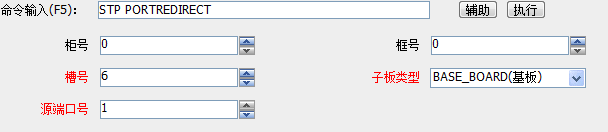 命令输入(F5): STP PORTREDIRECT 辅助 执行
柜号 0 框号 0
槽号 6 子板类型 BASE_BOARD(基板)
源端口号 1